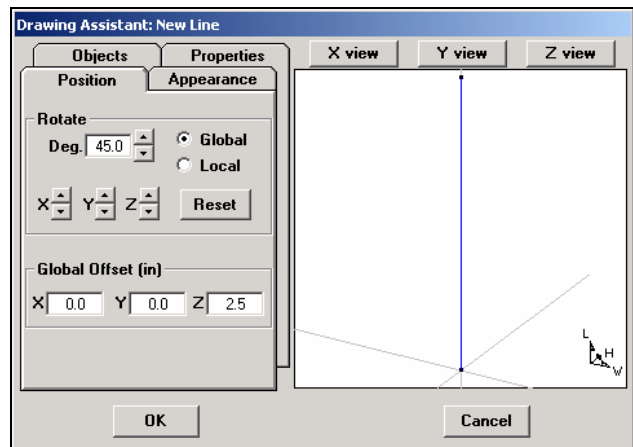 Drawing Assistant: New Line
Objects Properties
Position Appearance
X view Y view Z view
Rotate
Deg. 45.0
Global
Local
X Y Z Reset
Global Offset (in)
X 0.0 Y 0.0 Z 2.5
L
H
W
OK Cancel